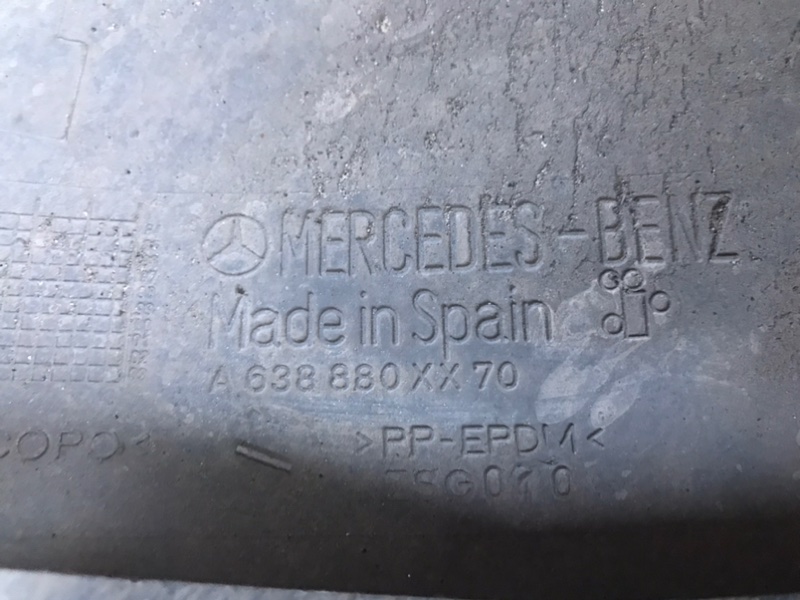 MERCEDES-BENZ
Made in Spain
A 638 880 XX 70
>PP-EPDM<